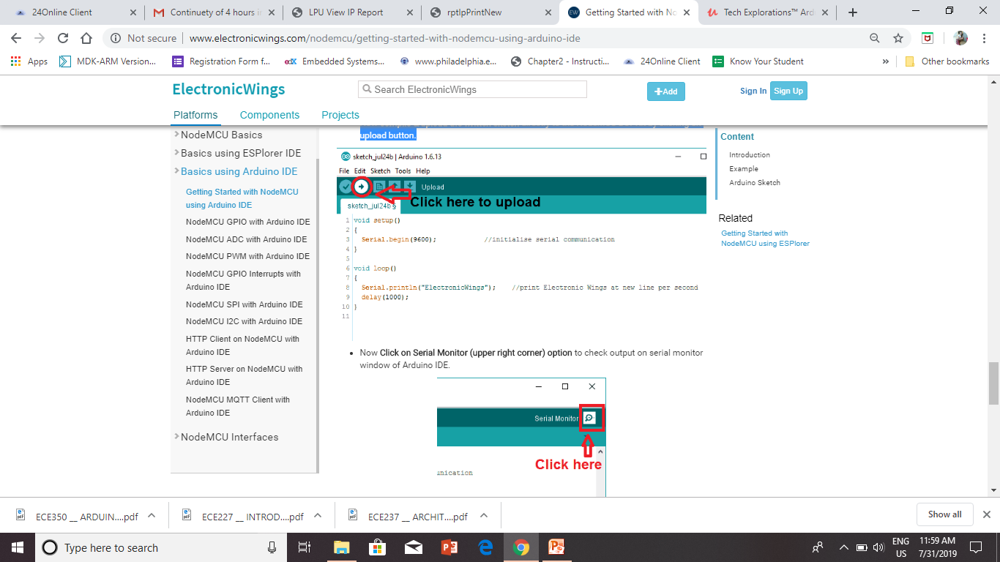 24Online Client
Continuety of 4 hours i
LPU View IP Report
rptIpPrintNew
Getting Started with No
Tech Explorations™ Ard
Not secure | www.electronicwings.com/nodemcu/getting-started-with-nodemcu-using-arduino-ide
Apps
MDK-ARM Version...
Registration Form f...
Embedded Systems...
www.philadelphia.e...
Chapter2 - Instructi...
24Online Client
Know Your Student
»
Other bookmarks
ElectronicWings
Search ElectronicWings
+Add
Sign In
Sign Up
Platforms
Components
Projects
NodeMCU Basics
Basics using ESPlorer IDE
Basics using Arduino IDE
Getting Started with NodeMCU
using Arduino IDE
NodeMCU GPIO with Arduino IDE
NodeMCU ADC with Arduino IDE
NodeMCU PWM with Arduino IDE
NodeMCU GPIO Interrupts with
Arduino IDE
NodeMCU SPI with Arduino IDE
NodeMCU I2C with Arduino IDE
HTTP Client on NodeMCU with
Arduino IDE
HTTP Server on NodeMCU with
Arduino IDE
NodeMCU MQTT Client with
Arduino IDE
NodeMCU Interfaces
upload button.
sketch_jul24b | Arduino 1.6.13
File Edit Sketch Tools Help
Upload
Click here to upload
sketch_jul24b §
1 void setup()
2 {
3 Serial.begin(9600); //initialise serial communication
4 }
5
6 void loop()
7 {
8 Serial.println("ElectronicWings"); //print Electronic Wings at new line per second
9 delay(1000);
10 }
11
• Now Click on Serial Monitor (upper right corner) option to check output on serial monitor
window of Arduino IDE.
Serial Monitor
Click here
unication
Content
Introduction
Example
Arduino Sketch
Related
Getting Started with
NodeMCU using ESPlorer
ECE350 __ ARDUIN....pdf
ECE227 __ INTROD....pdf
ECE237 __ ARCHIT....pdf
Show all
Type here to search
ENG
US
11:59 AM
7/31/2019